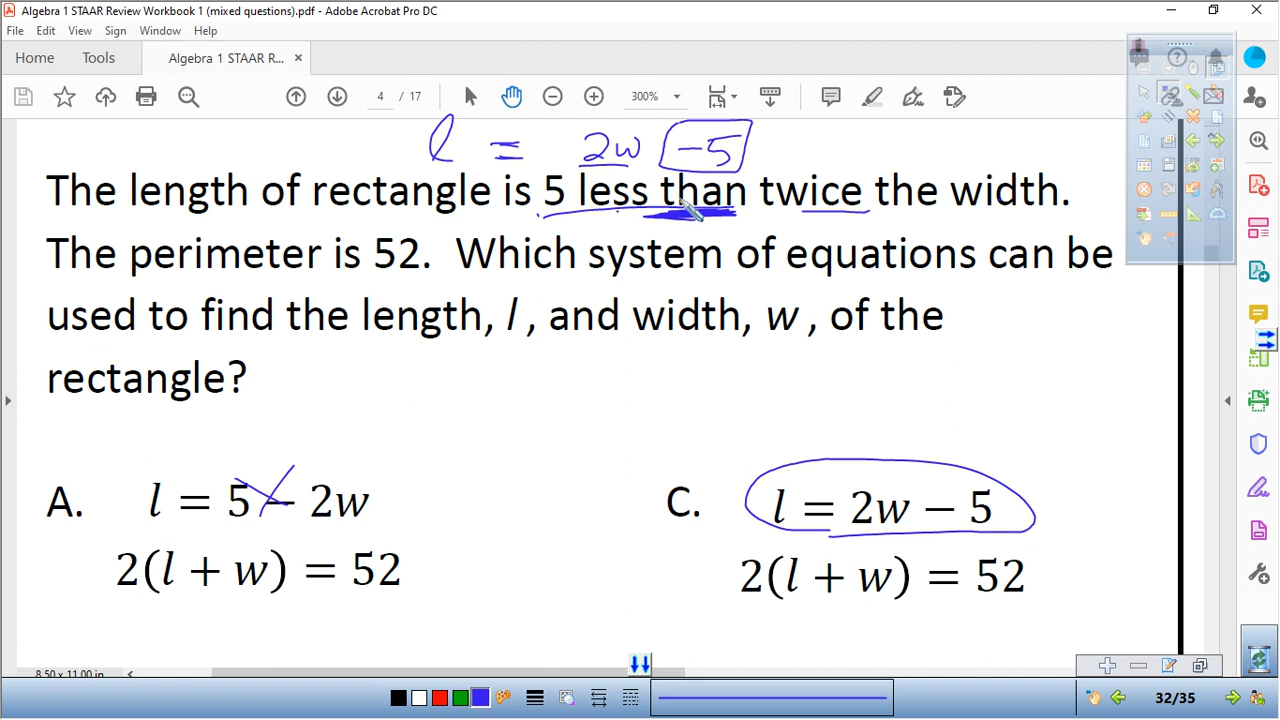 Algebra 1 STAAR Review Workbook 1 (mixed questions).pdf - Adobe Acrobat Pro DC
File Edit View Sign Window Help
Home Tools Algebra 1 STAAR R... ×
4 / 17 300%
l = 2w -5
The length of rectangle is 5 less than twice the width.
The perimeter is 52. Which system of equations can be
used to find the length, l , and width, w , of the
rectangle?
A. l = 5 − 2w
2(l + w) = 52
C. l = 2w − 5
2(l + w) = 52
8.50 x 11.00 in
32/35